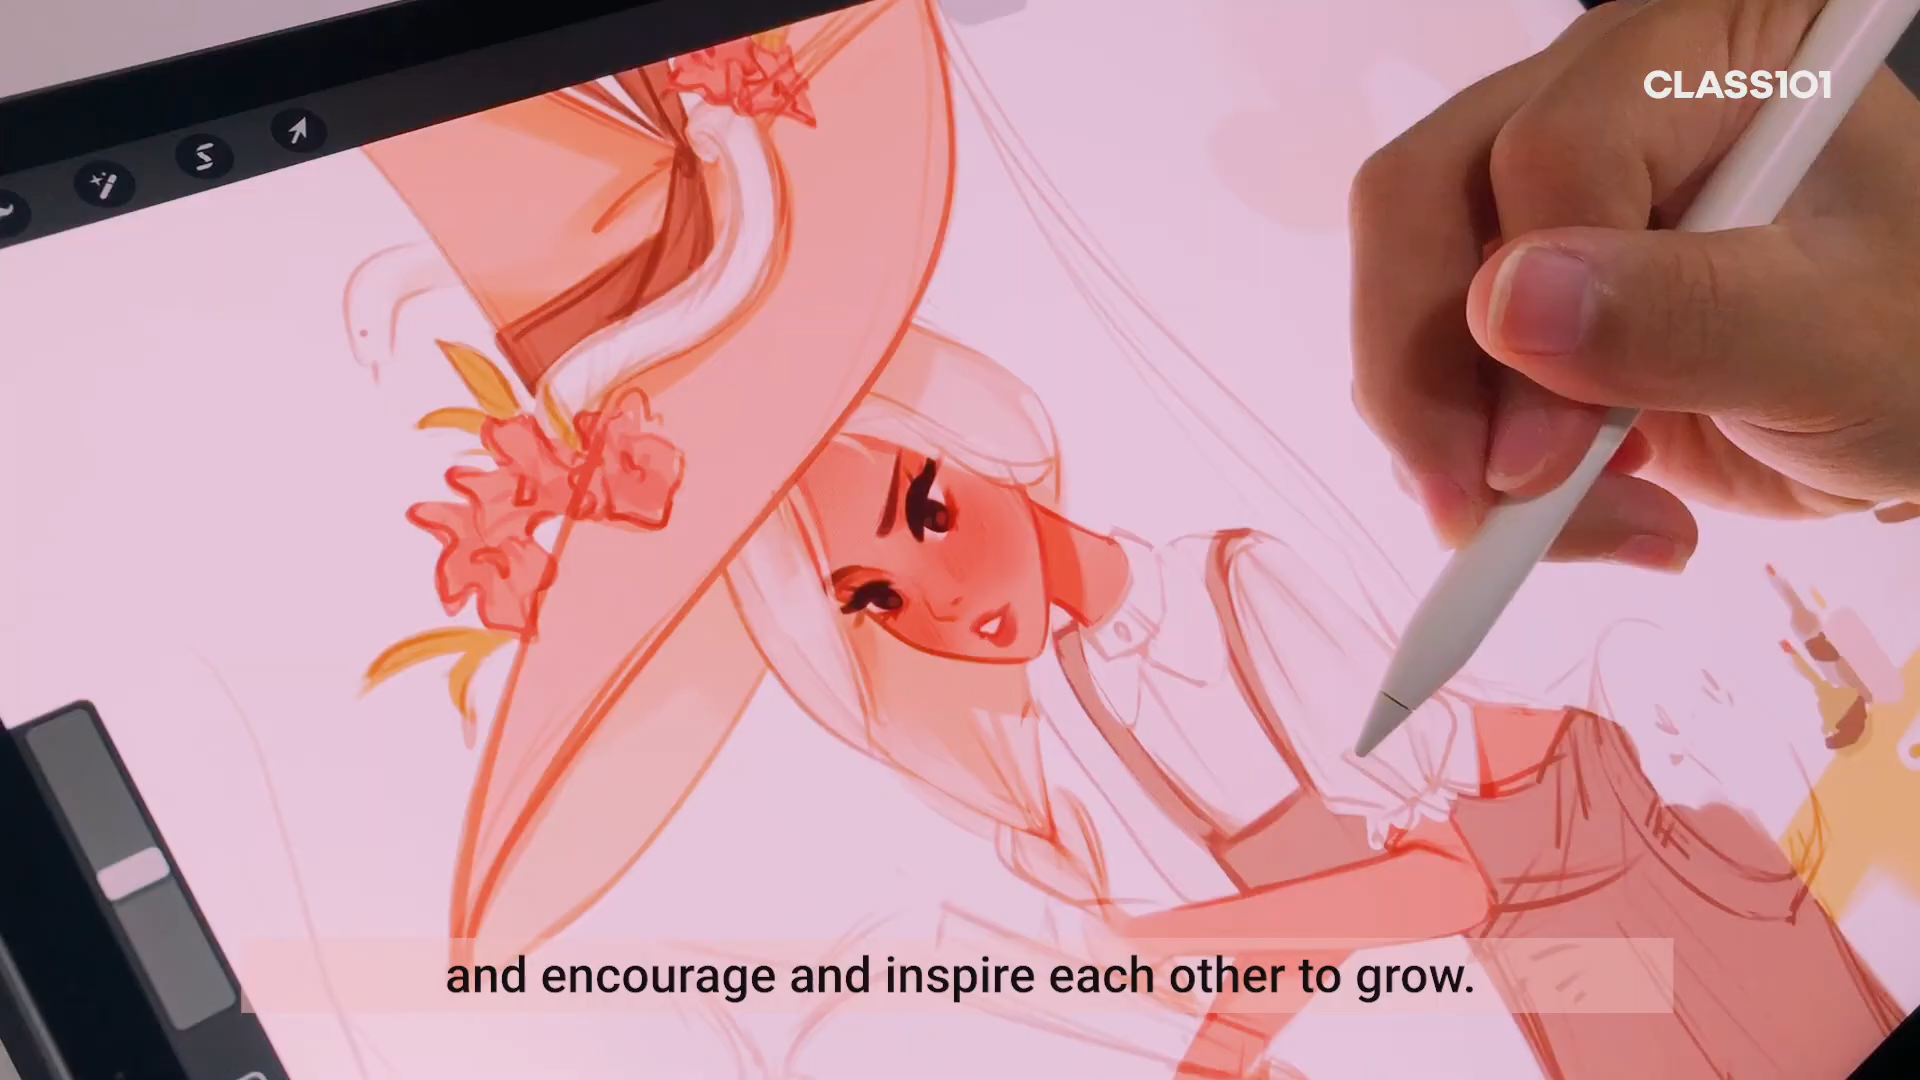 CLASS101
and encourage and inspire each other to grow.